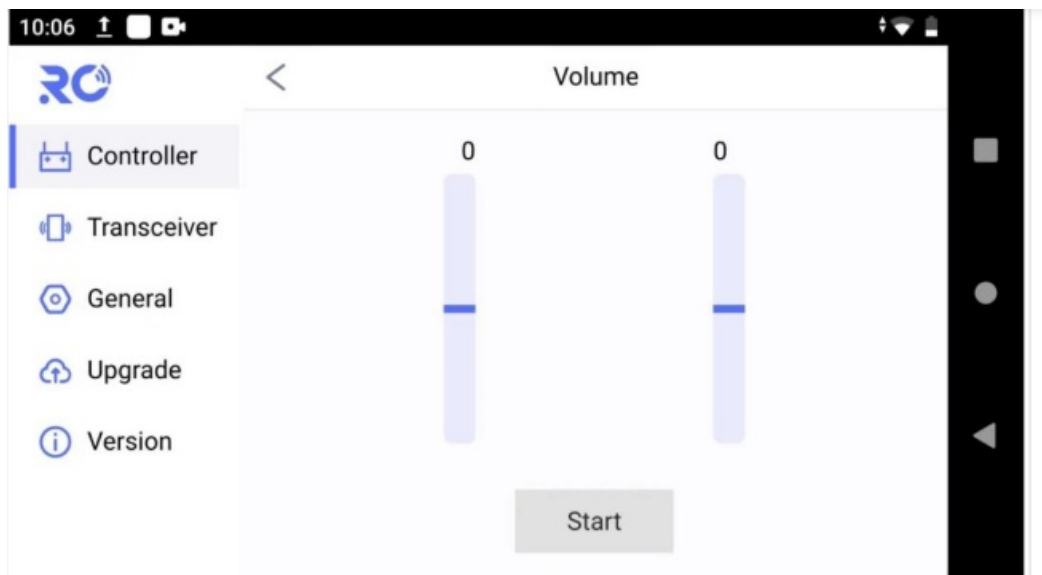 10:06
RC
Volume
Controller
Transceiver
General
Upgrade
Version
0
0
Start